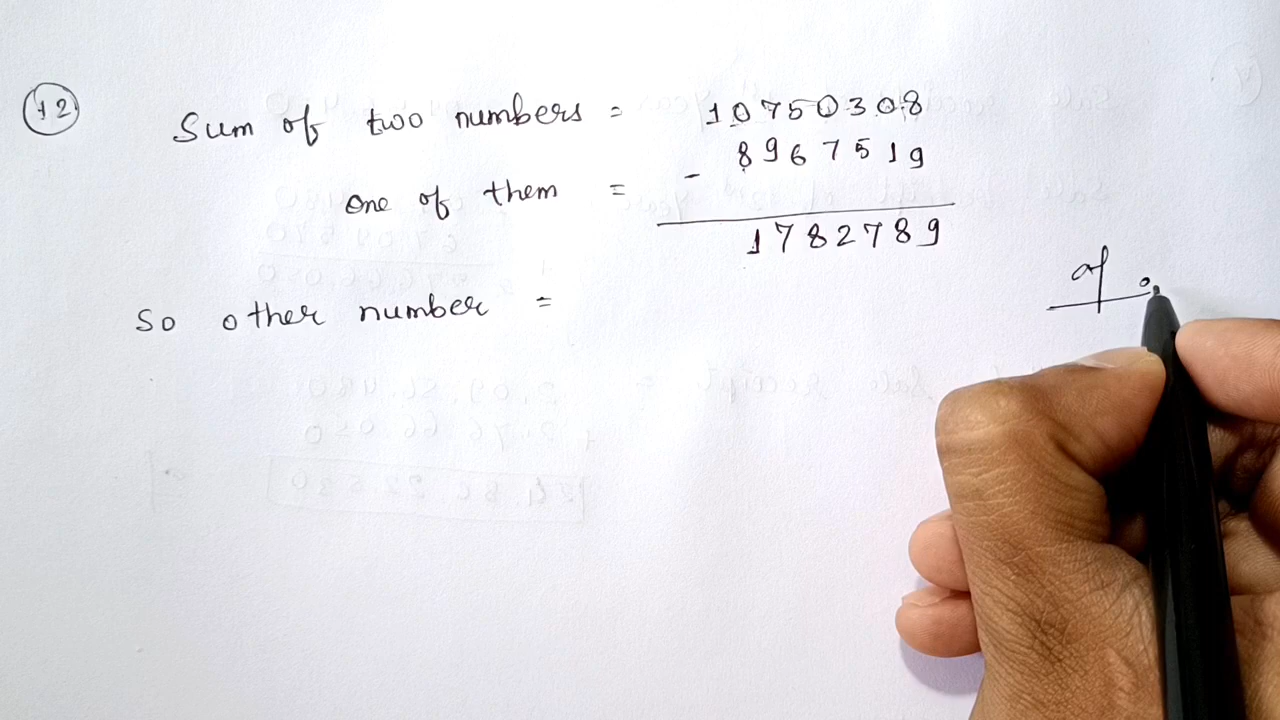 12
Sum of two numbers = 10750308
one of them = - 8967519
1782789
So other number =